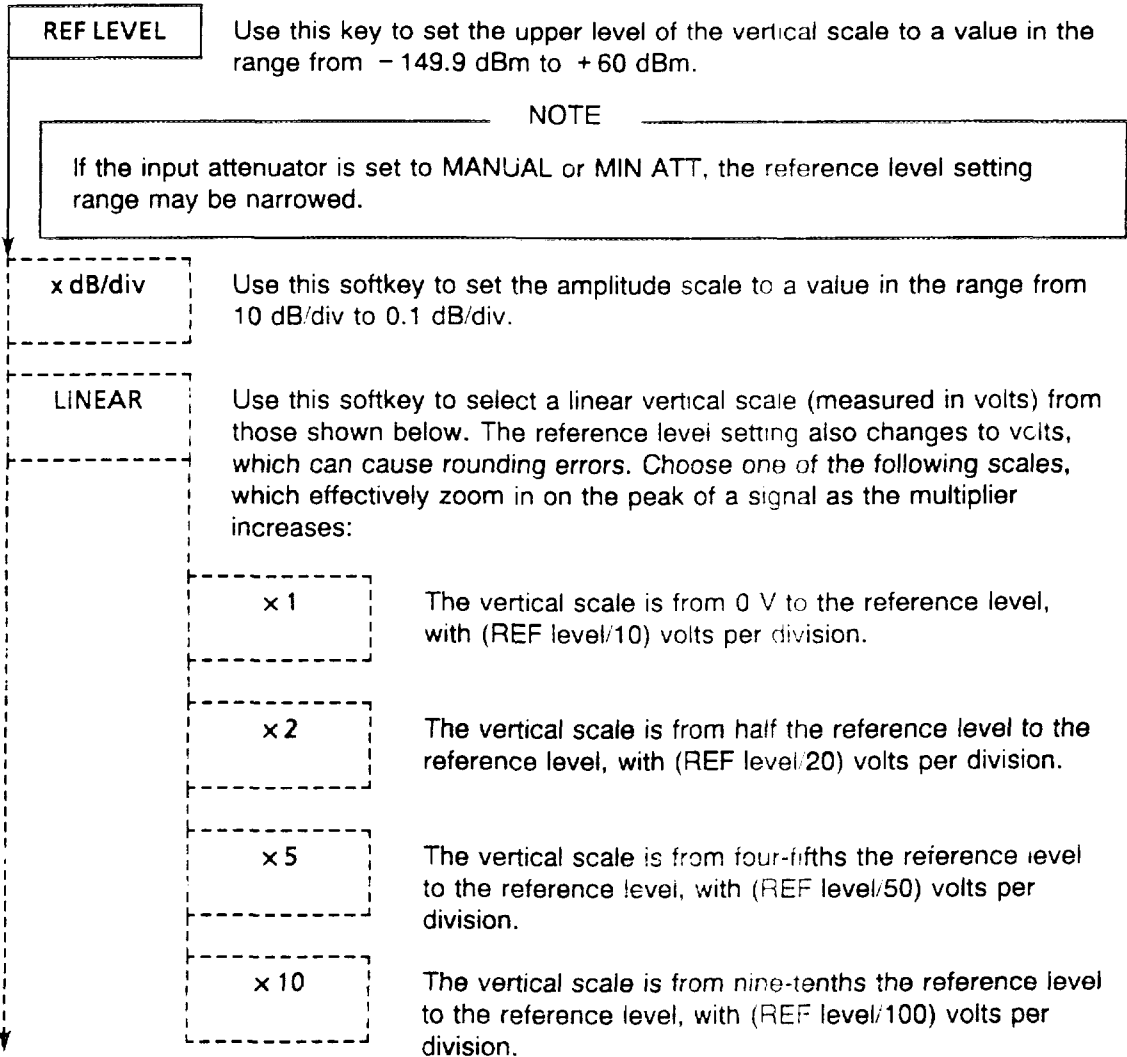 REF LEVEL Use this key to set the upper level of the vertical scale to a value in the
range from − 149.9 dBm to + 60 dBm.
NOTE
If the input attenuator is set to MANUAL or MIN ATT, the reference level setting
range may be narrowed.
x dB/div Use this softkey to set the amplitude scale to a value in the range from
10 dB/div to 0.1 dB/div.
LINEAR Use this softkey to select a linear vertical scale (measured in volts) from
those shown below. The reference level setting also changes to volts,
which can cause rounding errors. Choose one of the following scales,
which effectively zoom in on the peak of a signal as the multiplier
increases:
× 1 The vertical scale is from 0 V to the reference level,
with (REF level/10) volts per division.
× 2 The vertical scale is from half the reference level to the
reference level, with (REF level/20) volts per division.
× 5 The vertical scale is from four-fifths the reference level
to the reference level, with (REF level/50) volts per
division.
× 10 The vertical scale is from nine-tenths the reference level
to the reference level, with (REF level/100) volts per
division.